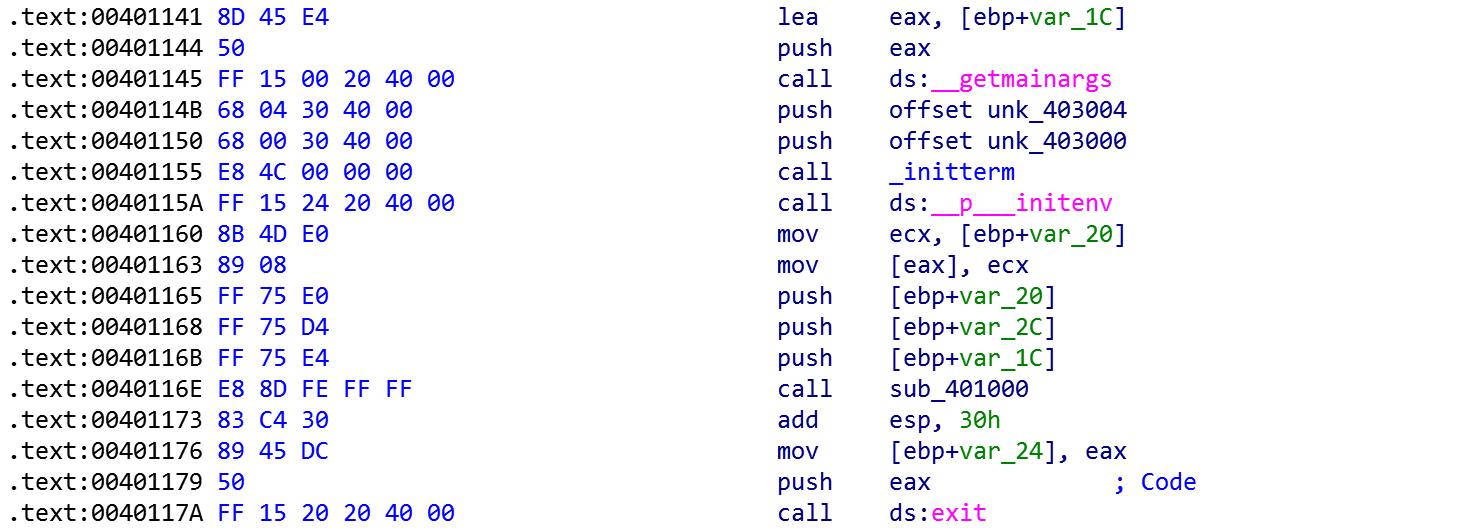 .text:00401141 8D 45 E4 lea eax, [ebp+var_1C]
.text:00401144 50 push eax
.text:00401145 FF 15 00 20 40 00 call ds:__getmainargs
.text:0040114B 68 04 30 40 00 push offset unk_403004
.text:00401150 68 00 30 40 00 push offset unk_403000
.text:00401155 E8 4C 00 00 00 call _initterm
.text:0040115A FF 15 24 20 40 00 call ds:__p___initenv
.text:00401160 8B 4D E0 mov ecx, [ebp+var_20]
.text:00401163 89 08 mov [eax], ecx
.text:00401165 FF 75 E0 push [ebp+var_20]
.text:00401168 FF 75 D4 push [ebp+var_2C]
.text:0040116B FF 75 E4 push [ebp+var_1C]
.text:0040116E E8 8D FE FF FF call sub_401000
.text:00401173 83 C4 30 add esp, 30h
.text:00401176 89 45 DC mov [ebp+var_24], eax
.text:00401179 50 push eax ; Code
.text:0040117A FF 15 20 20 40 00 call ds:exit